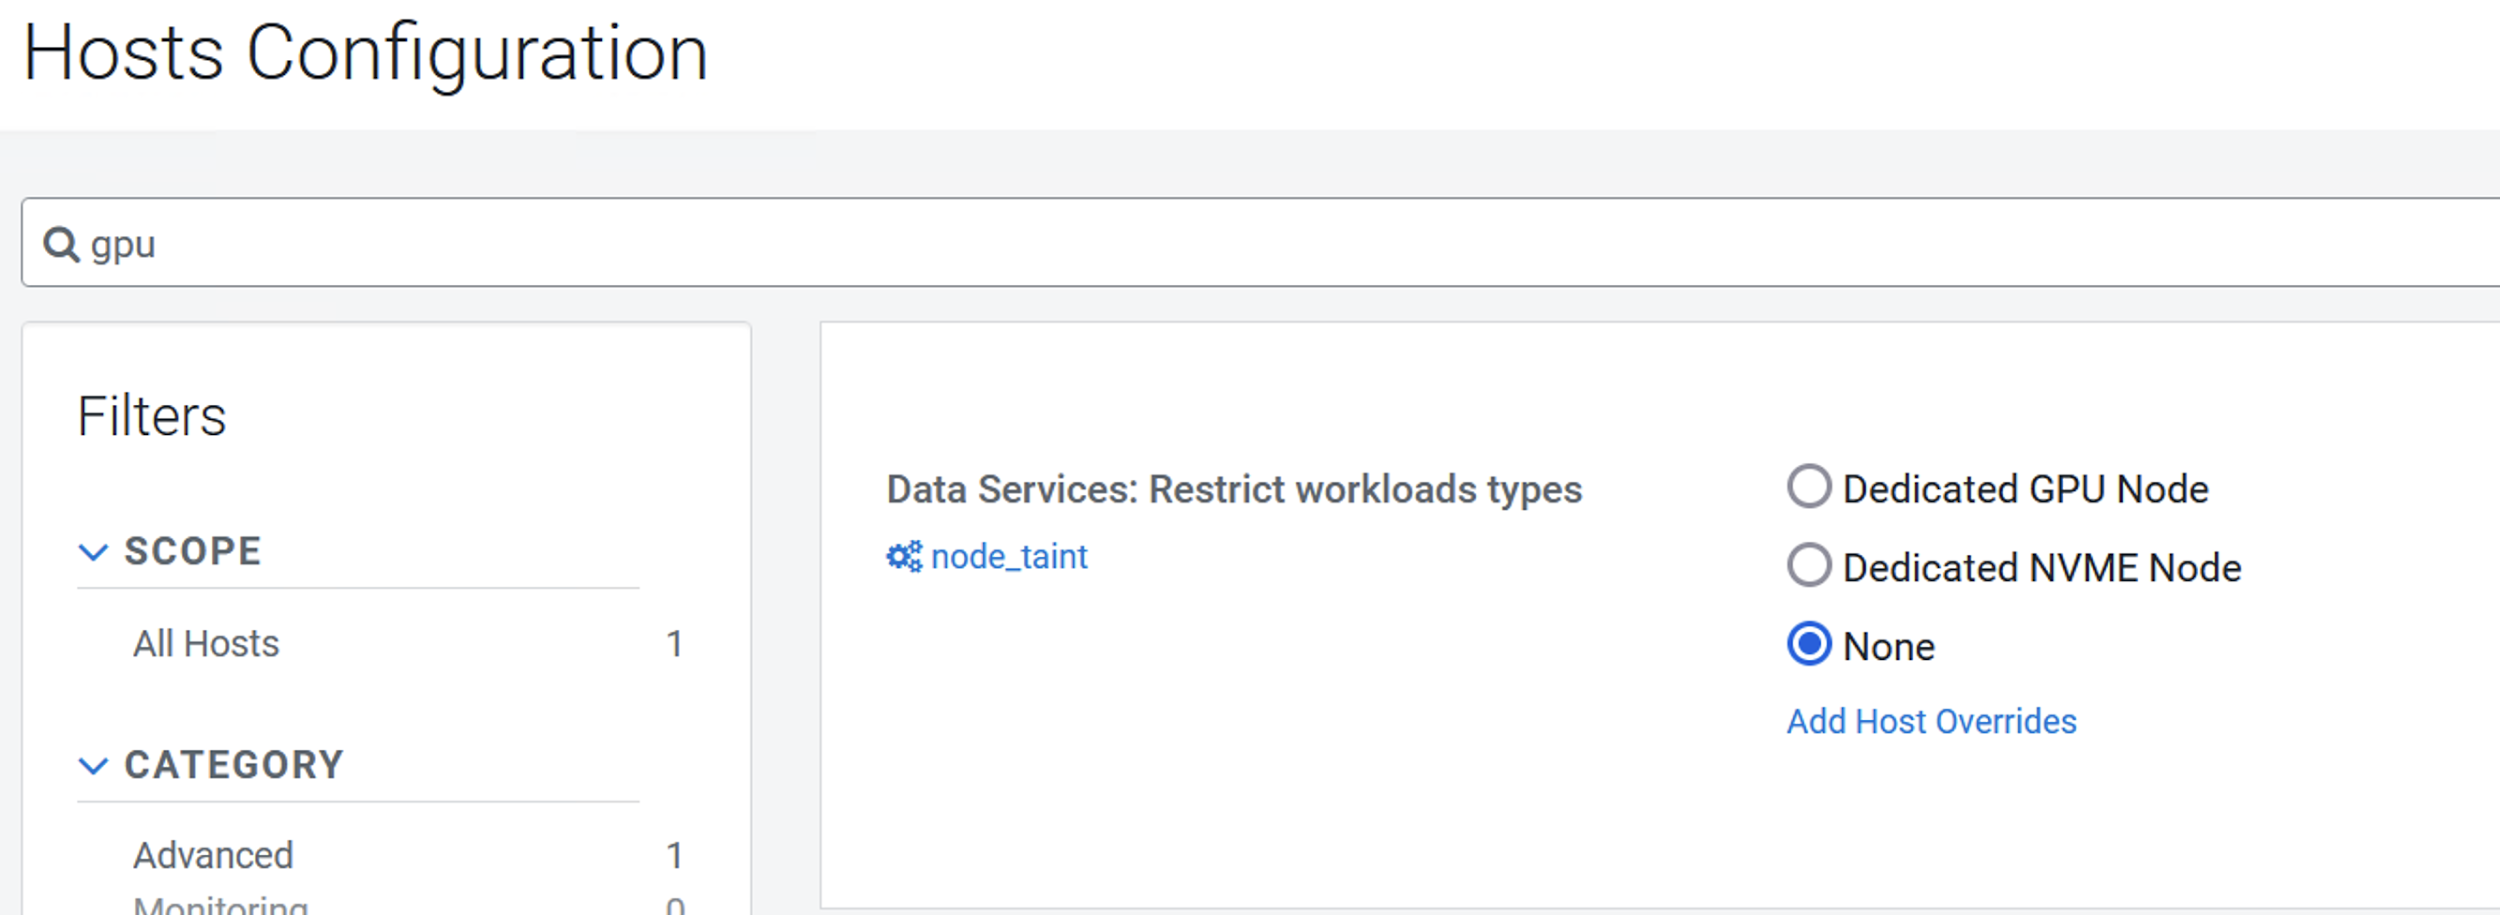 Hosts Configuration
gpu
Filters
SCOPE
All Hosts 1
CATEGORY
Advanced 1
Monitoring 0
Data Services: Restrict workloads types
node_taint
Dedicated GPU Node
Dedicated NVME Node
None
Add Host Overrides